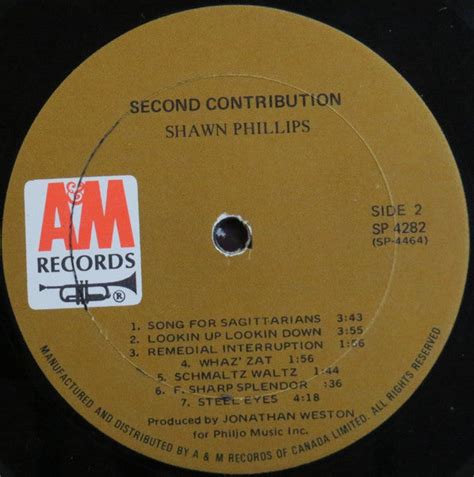 SECOND CONTRIBUTION
SHAWN PHILLIPS
A&M
RECORDS
®
SIDE 2
SP 4282
(SP-4464)
1. SONG FOR SAGITTARIANS 3:43
2. LOOKIN UP LOOKIN DOWN 3:55
3. REMEDIAL INTERRUPTION 1:56
4. WHAZ' ZAT 1:56
5. SCHMALTZ WALTZ 1:44
6. F. SHARP SPLENDOR :36
7. STEEL EYES 4:18
Produced by JONATHAN WESTON
for Philjo Music Inc.
MANUFACTURED AND DISTRIBUTED BY A & M RECORDS OF CANADA LIMITED. ALL RIGHTS RESERVED.